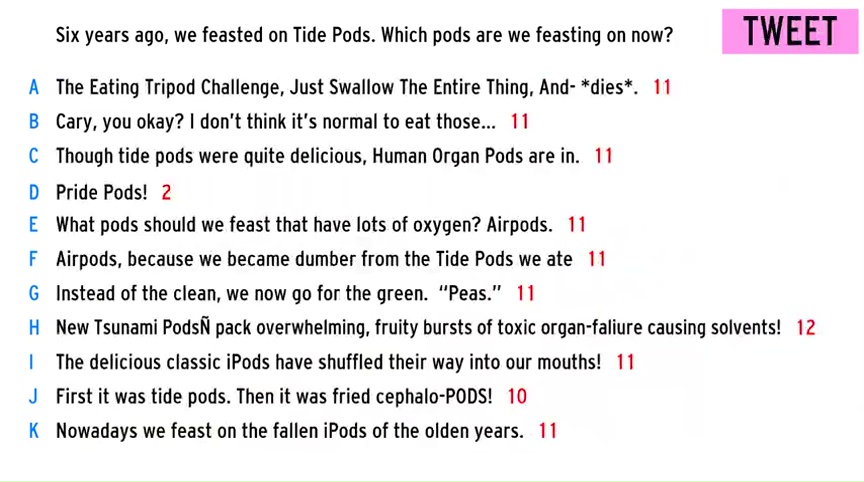 Six years ago, we feasted on Tide Pods. Which pods are we feasting on now?
TWEET
A The Eating Tripod Challenge, Just Swallow The Entire Thing, And- *dies*. 11
B Cary, you okay? I don't think it's normal to eat those... 11
C Though tide pods were quite delicious, Human Organ Pods are in. 11
D Pride Pods! 2
E What pods should we feast that have lots of oxygen? Airpods. 11
F Airpods, because we became dumber from the Tide Pods we ate 11
G Instead of the clean, we now go for the green. “Peas.” 11
H New Tsunami PodsÑ pack overwhelming, fruity bursts of toxic organ-faliure causing solvents! 12
I The delicious classic iPods have shuffled their way into our mouths! 11
J First it was tide pods. Then it was fried cephalo-PODS! 10
K Nowadays we feast on the fallen iPods of the olden years. 11